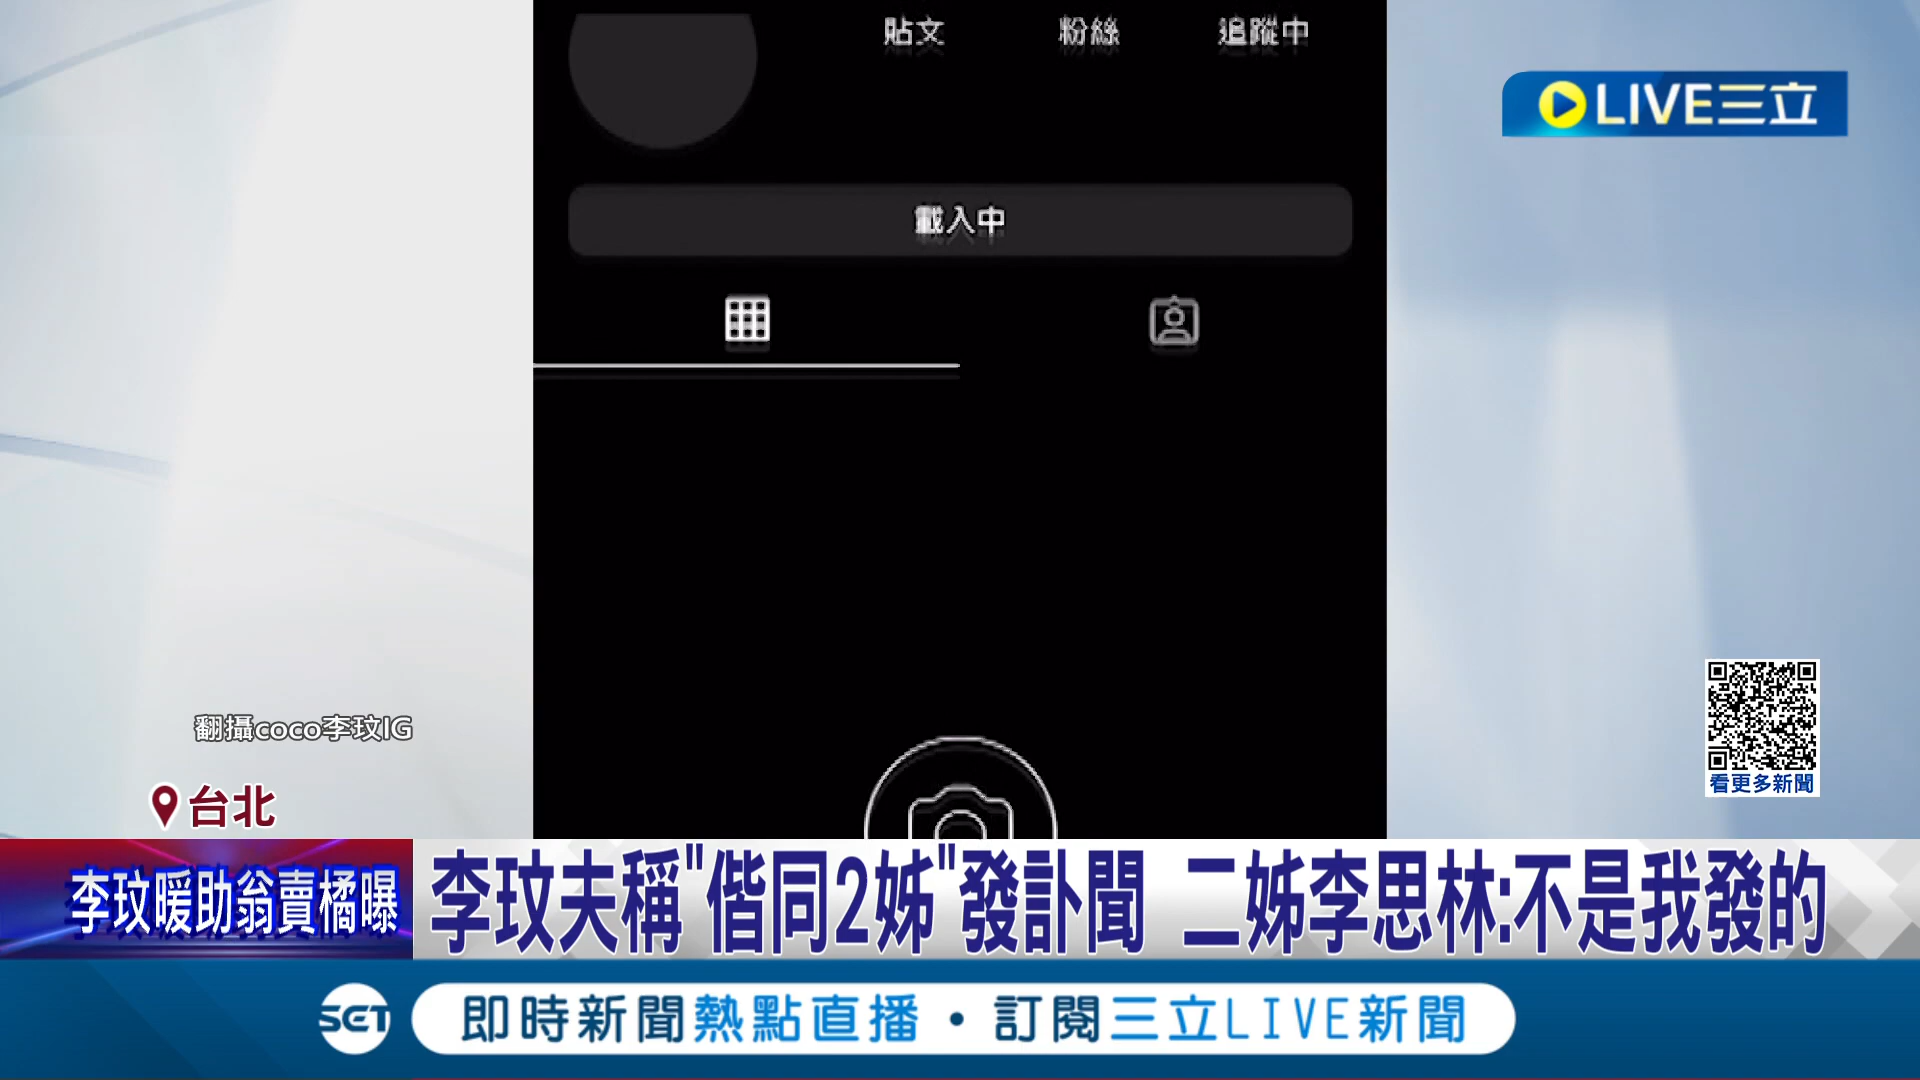 貼文 粉絲 追蹤中
LIVE三立
載入中
翻攝coco李玟IG
台北
看更多新聞
李玟暖助翁賣橘曝
李玟夫稱"偕同2姊"發訃聞 二姊李思林:不是我發的
SET
即時新聞熱點直播・訂閱三立LIVE新聞